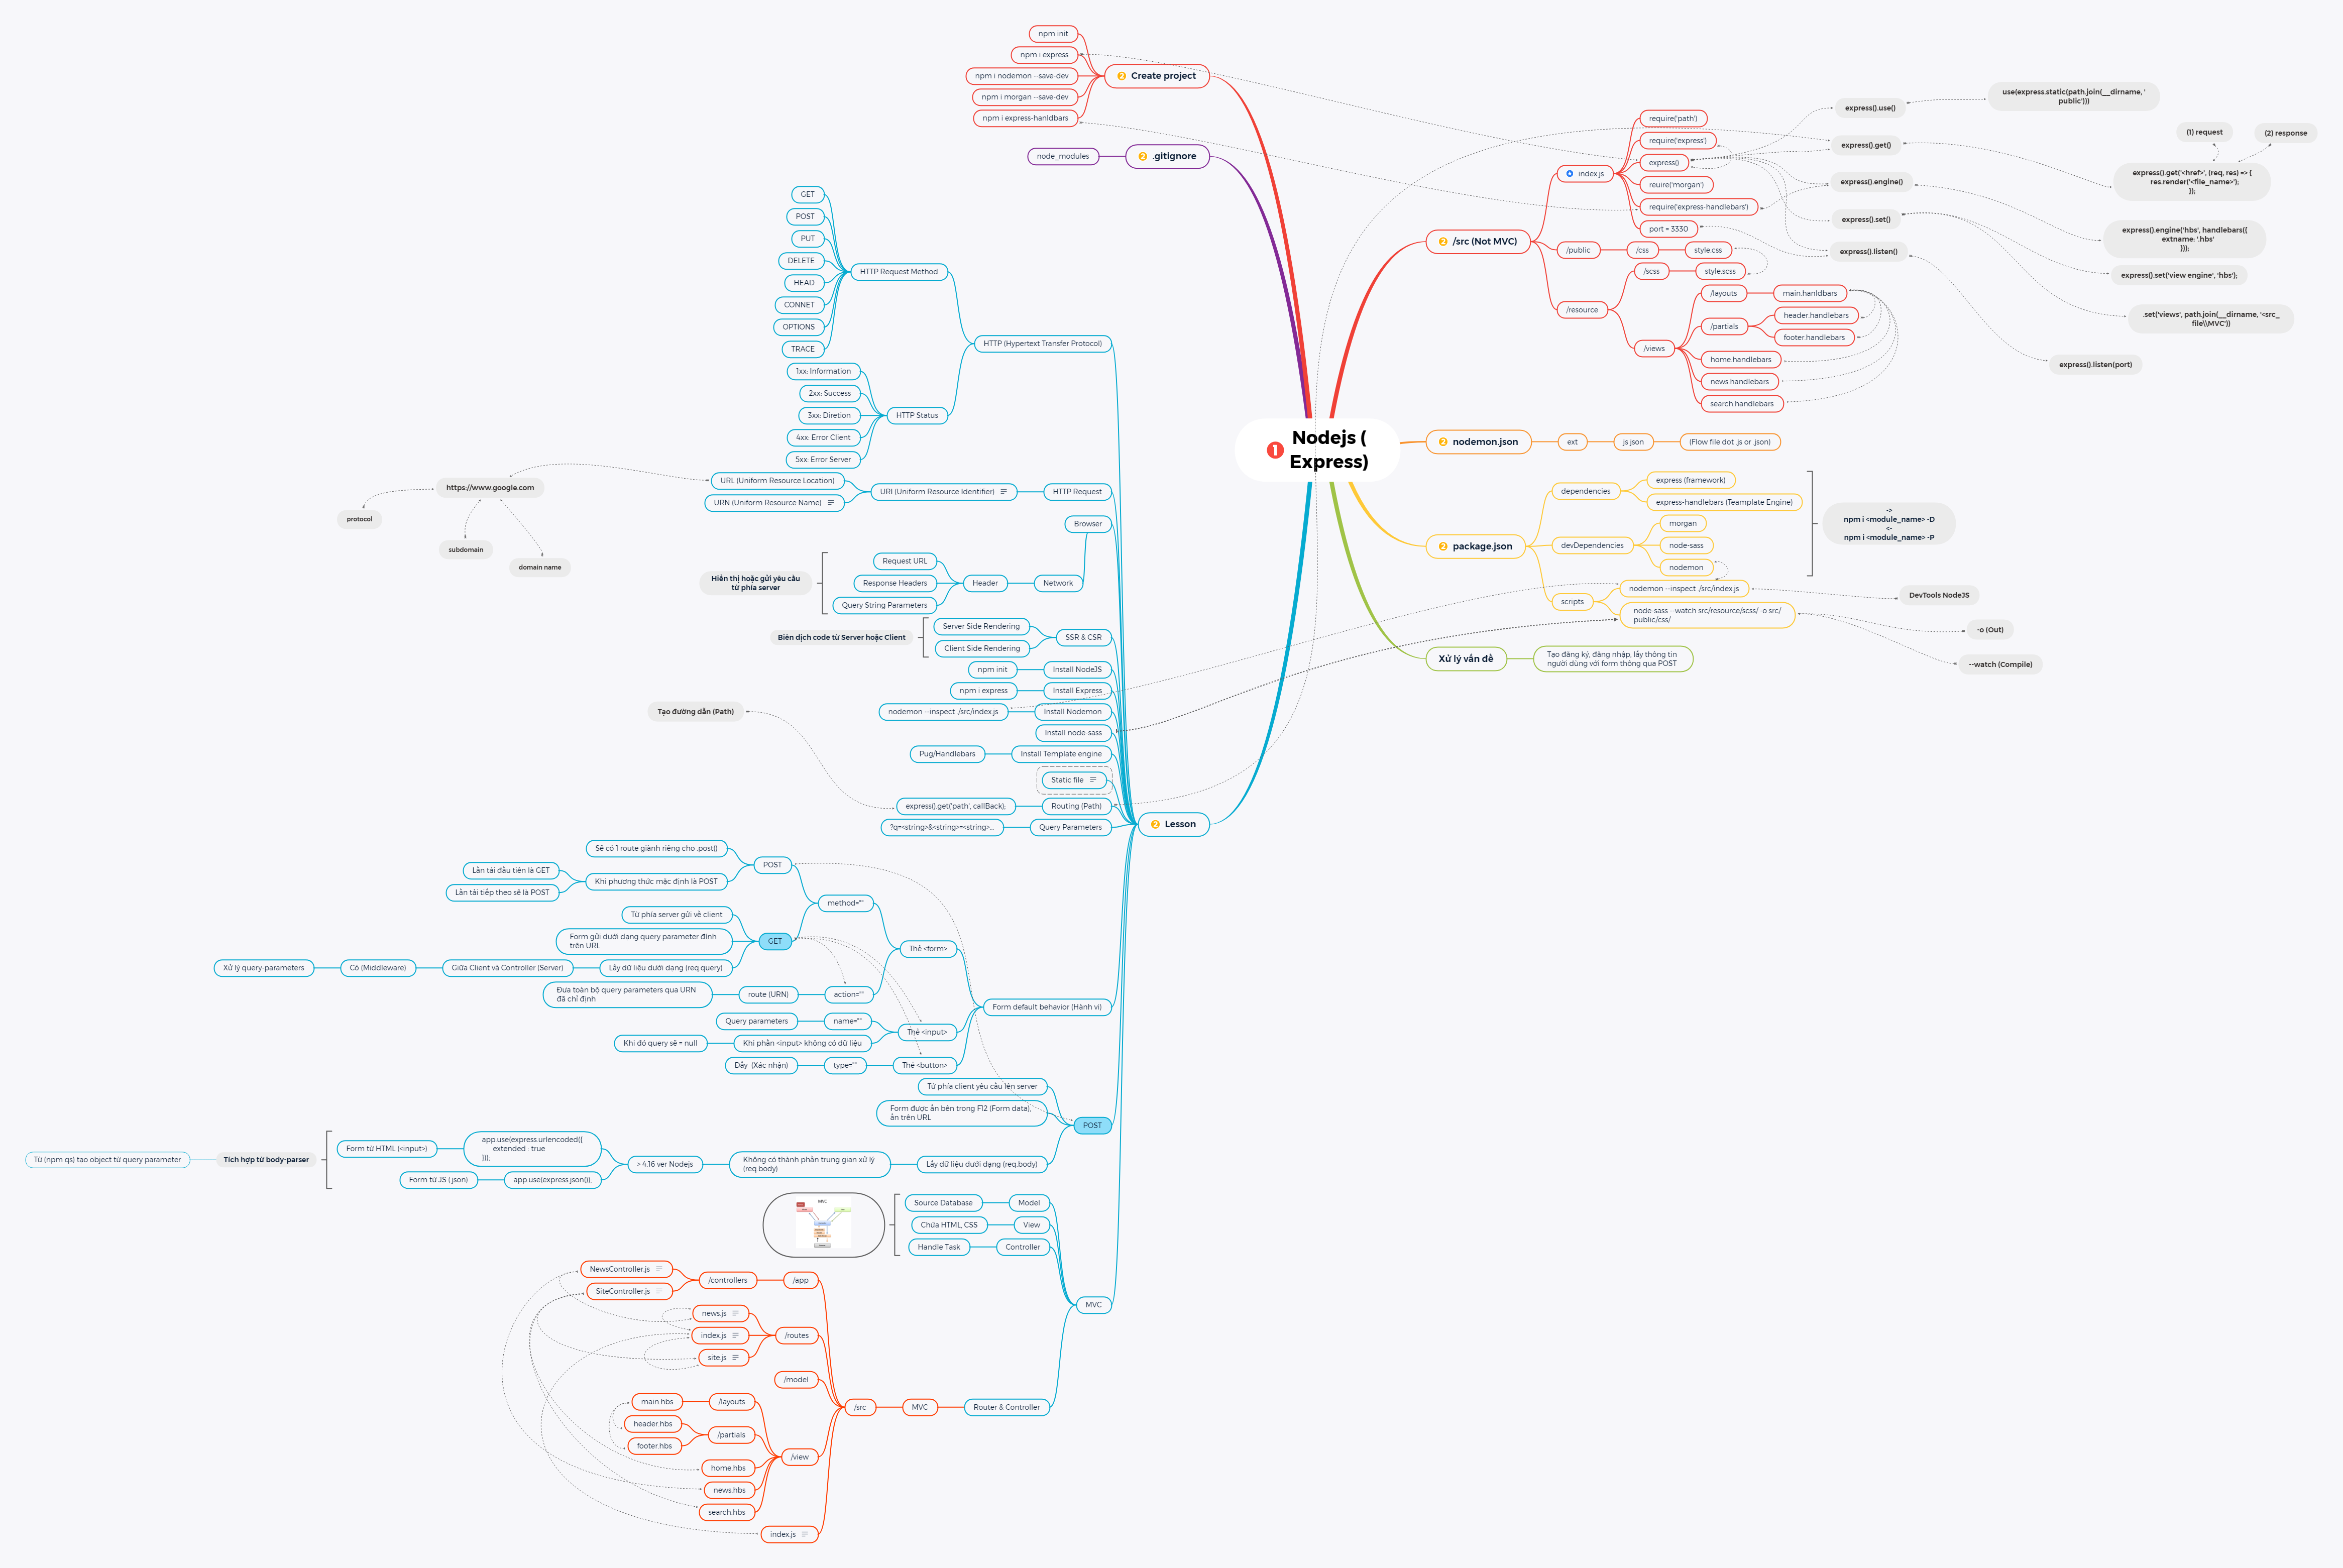 Nodejs (
Express)
Create project
npm init
npm i express
npm i nodemon --save-dev
npm i morgan --save-dev
npm i express-hanldbars
.gitignore
node_modules
/src (Not MVC)
index.js
require('path')
require('express')
express()
reuire('morgan')
require('express-handlebars')
port = 3330
/public
/css
style.css
/resource
/scss
style.scss
/views
/layouts
main.hanldbars
/partials
header.handlebars
footer.handlebars
home.handlebars
news.handlebars
search.handlebars
express().use()
use(express.static(path.join(__dirname, '
public')))
express().get()
(1) request
(2) response
express().get('<href>', (req, res) => {
res.render('<file_name>');
});
express().engine()
express().engine('hbs', handlebars({
extname: '.hbs'
}));
express().set()
express().set('view engine', 'hbs');
.set('views', path.join(__dirname, '<src_
file\\MVC'))
express().listen()
express().listen(port)
nodemon.json
ext
js json
(Flow file dot .js or .json)
package.json
dependencies
express (framework)
express-handlebars (Teamplate Engine)
devDependencies
morgan
node-sass
nodemon
->
npm i <module_name> -D
<-
npm i <module_name> -P
scripts
nodemon --inspect ./src/index.js
node-sass --watch src/resource/scss/ -o src/
public/css/
DevTools NodeJS
-o (Out)
--watch (Compile)
Xử lý vấn đề
Tạo đăng ký, đăng nhập, lấy thông tin
người dùng với form thông qua POST
Lesson
HTTP (Hypertext Transfer Protocol)
HTTP Request Method
GET
POST
PUT
DELETE
HEAD
CONNET
OPTIONS
TRACE
HTTP Status
1xx: Information
2xx: Success
3xx: Diretion
4xx: Error Client
5xx: Error Server
HTTP Request
URI (Uniform Resource Identifier)
URL (Uniform Resource Location)
URN (Uniform Resource Name)
https://www.google.com
protocol
subdomain
domain name
Browser
Network
Header
Request URL
Response Headers
Query String Parameters
Hiển thị hoặc gửi yêu cầu
từ phía server
SSR & CSR
Server Side Rendering
Client Side Rendering
Biên dịch code từ Server hoặc Client
Install NodeJS
npm init
Install Express
npm i express
Install Nodemon
nodemon --inspect ./src/index.js
Install node-sass
Install Template engine
Pug/Handlebars
Static file
Routing (Path)
express().get('path', callBack);
Tạo đường dẫn (Path)
Query Parameters
?q=<string>&<string>=<string>...
Form default behavior (Hành vi)
Thẻ <form>
method=""
POST
Sẽ có 1 route giành riêng cho .post()
Khi phương thức mặc định là POST
Lần tải đầu tiên là GET
Lần tải tiếp theo sẽ là POST
GET
Từ phía server gửi về client
Form gửi dưới dạng query parameter đính
trên URL
Lấy dữ liệu dưới dạng (req.query)
Giữa Client và Controller (Server)
Có (Middleware)
Xử lý query-parameters
action=""
route (URN)
Đưa toàn bộ query parameters qua URN
đã chỉ định
Thẻ <input>
name=""
Query parameters
Khi phần <input> không có dữ liệu
Khi đó query sẽ = null
Thẻ <button>
type=""
Đẩy (Xác nhận)
POST
Từ phía client yêu cầu lên server
Form được ẩn bên trong F12 (Form data),
ẩn trên URL
Lấy dữ liệu dưới dạng (req.body)
Không có thành phần trung gian xử lý
(req.body)
> 4.16 ver Nodejs
app.use(express.urlencoded({
extended : true
}));
Form từ HTML (<input>)
app.use(express.json());
Form từ JS (.json)
Tích hợp từ body-parser
Từ (npm qs) tạo object từ query parameter
MVC
Model
Source Database
View
Chứa HTML, CSS
Controller
Handle Task
MVC
Router & Controller
MVC
/src
/app
/controllers
NewsController.js
SiteController.js
/routes
news.js
index.js
site.js
/model
/view
/layouts
main.hbs
/partials
header.hbs
footer.hbs
home.hbs
news.hbs
search.hbs
index.js